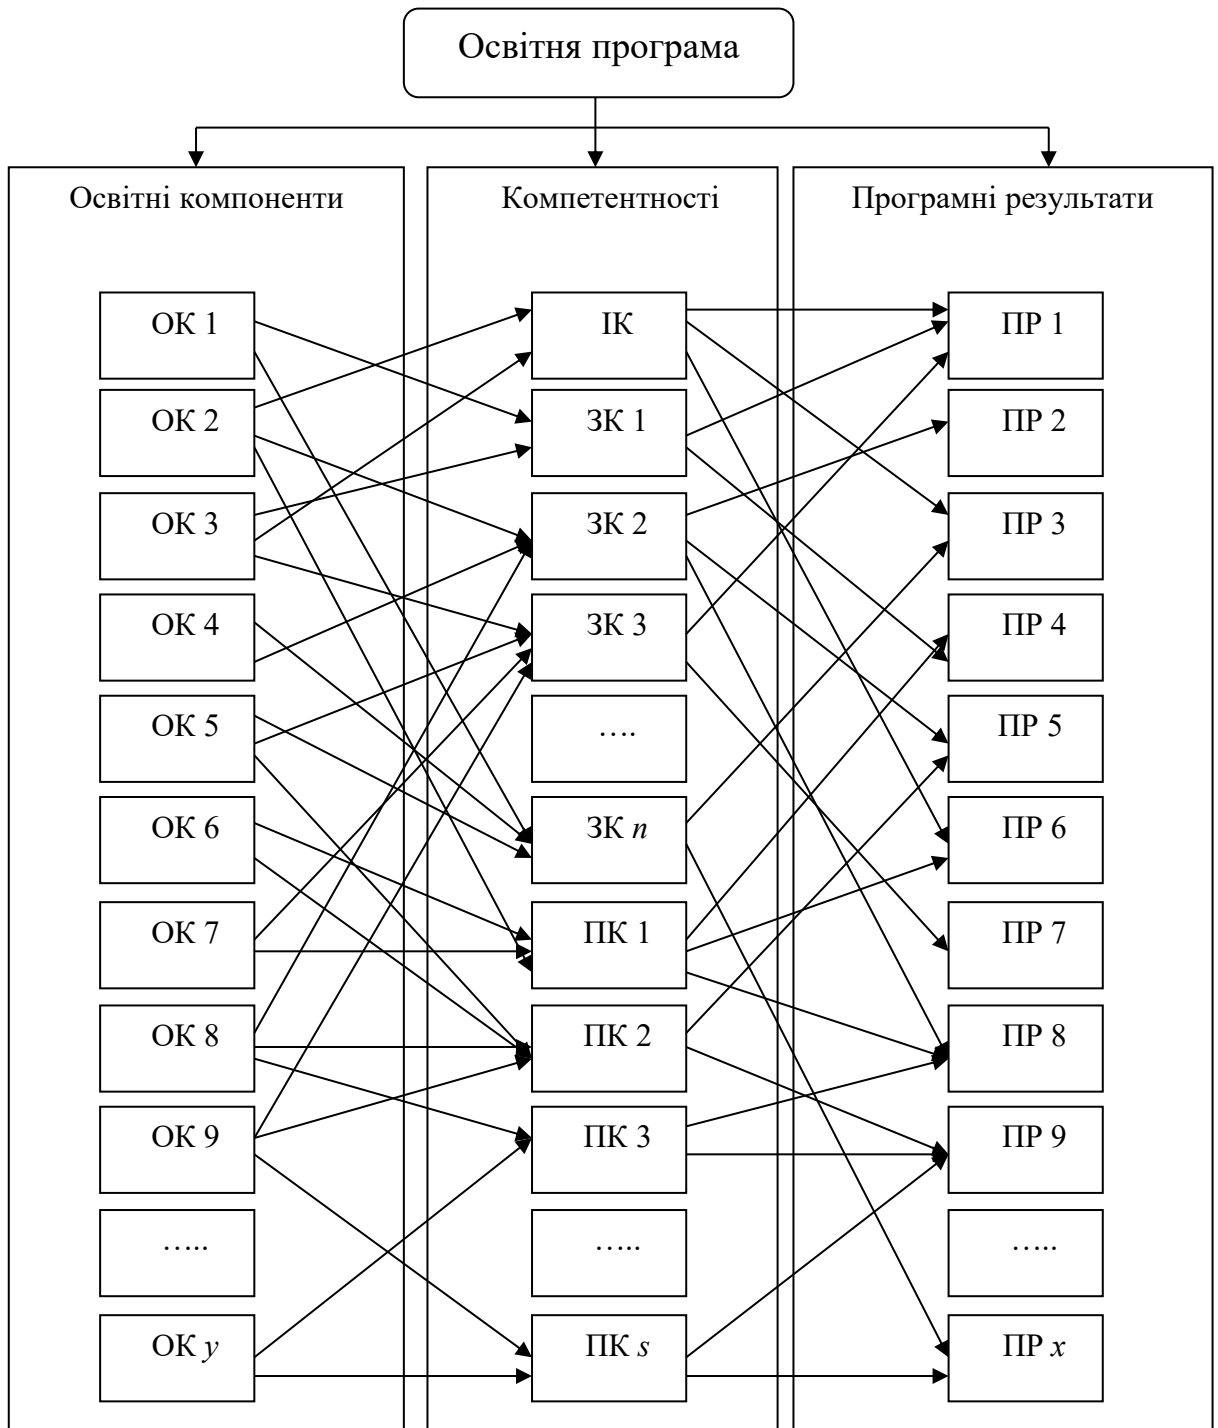 Освітня програма
Освітні компоненти
Компетентності
Програмні результати
ОК 1
ІК
ПР 1
ОК 2
ЗК 1
ПР 2
ОК 3
ЗК 2
ПР 3
ОК 4
ЗК 3
ПР 4
ОК 5
….
ПР 5
ОК 6
ЗК n
ПР 6
ОК 7
ПК 1
ПР 7
ОК 8
ПК 2
ПР 8
ОК 9
ПК 3
ПР 9
…..
…..
…..
ОК y
ПК s
ПР x